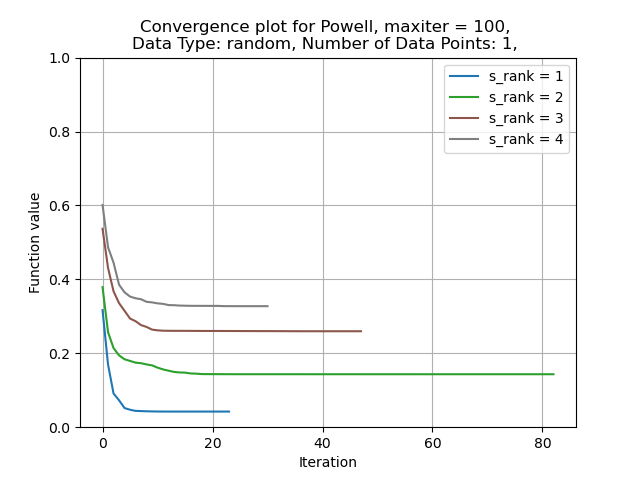 Convergence plot for Powell, maxiter = 100,
Data Type: random, Number of Data Points: 1,
1.0
0.8
0.6
0.4
0.2
0.0
Function value
s_rank = 1
s_rank = 2
s_rank = 3
s_rank = 4
0 20 40 60 80
Iteration